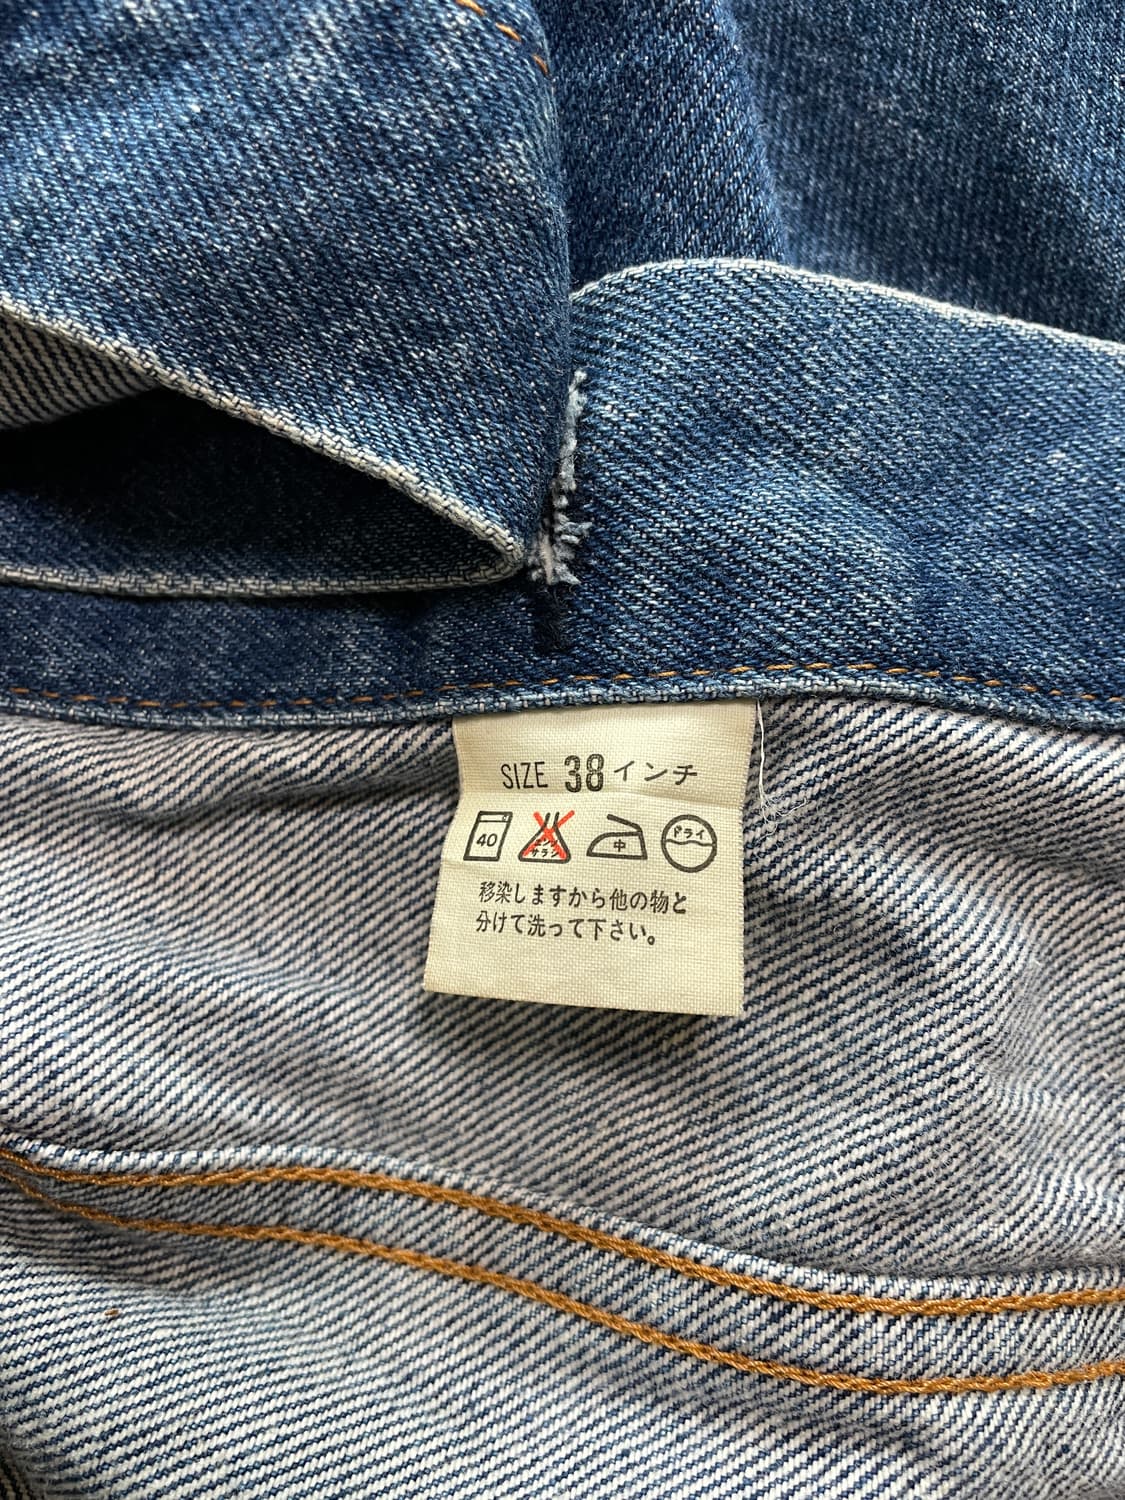 SIZE 38インチ
40 エンソ サラシ 中 ドライ
移染しますから他の物と
分けて洗って下さい。